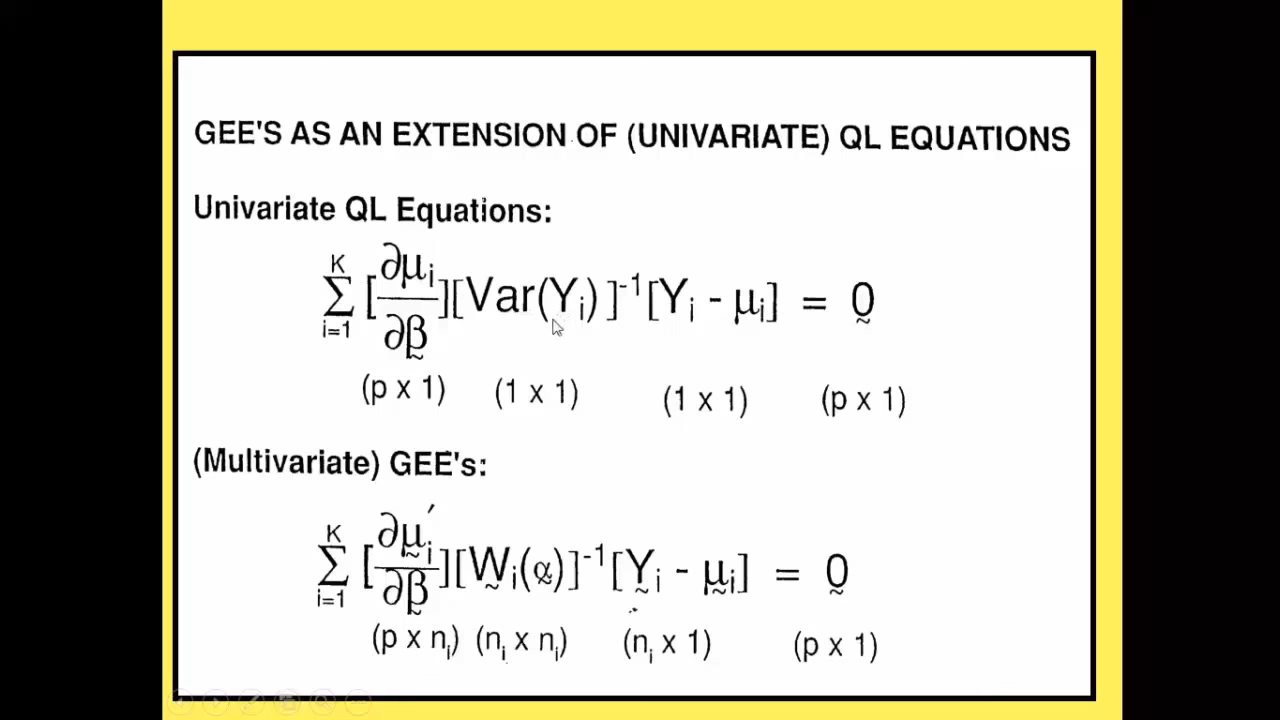 GEE'S AS AN EXTENSION OF (UNIVARIATE) QL EQUATIONS
Univariate QL Equations:
K
Σ [∂μi/∂β][Var(Yi)]-1[Yi - μi] = 0
i=1
(p x 1) (1 x 1) (1 x 1) (p x 1)
(Multivariate) GEE's:
K
Σ [∂μ′i/∂β][Wi(α)]-1[Yi - μi] = 0
i=1
(p x ni) (ni x ni) (ni x 1) (p x 1)